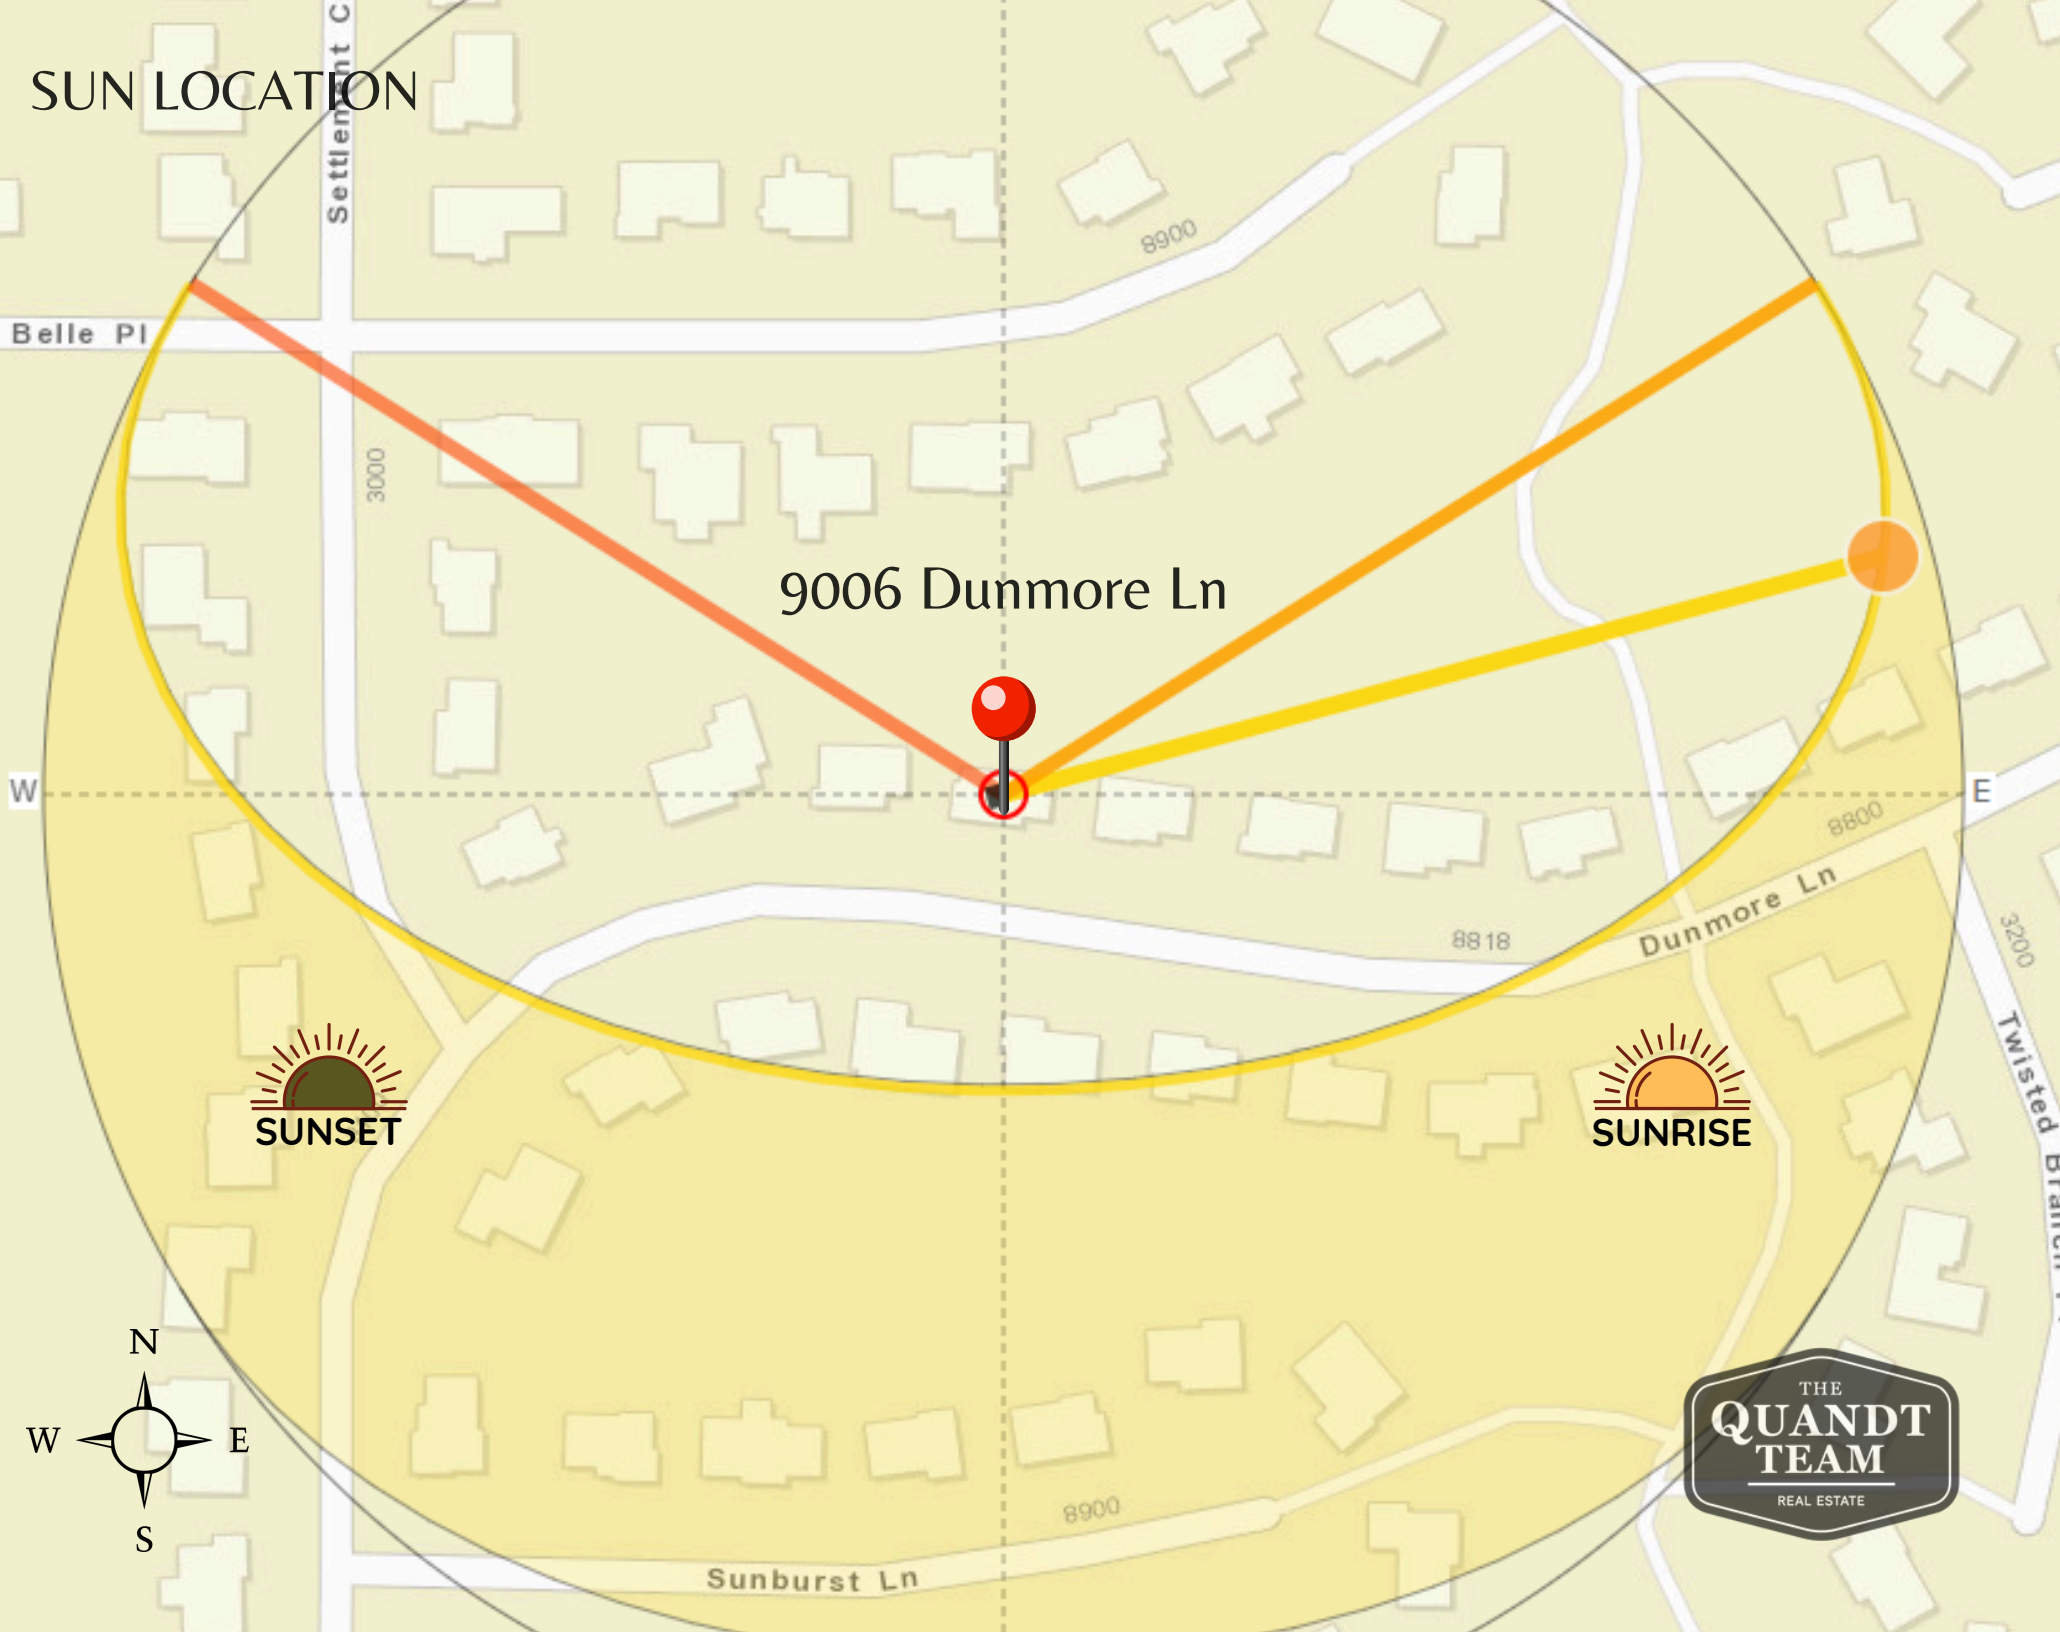 SUN LOCATION
Settlement C
8900
Belle Pl
3000
9006 Dunmore Ln
W
E
8800
Dunmore Ln
8818
3200
Twisted Branch
SUNSET
SUNRISE
N
W E
S
THE
QUANDT
TEAM
REAL ESTATE
8900
Sunburst Ln